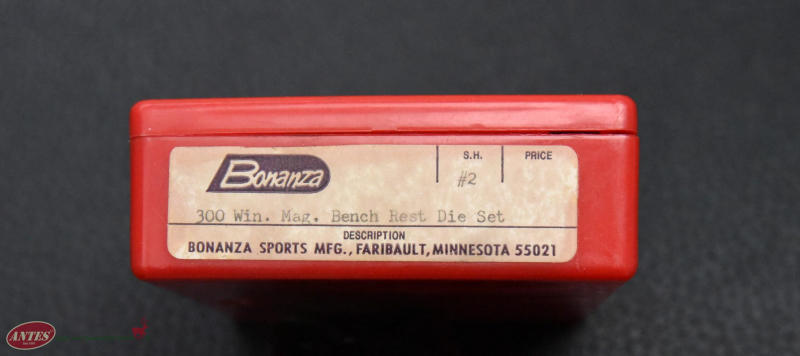 Bonanza
S.H.
PRICE
#2
300 Win. Mag. Bench Rest Die Set
DESCRIPTION
BONANZA SPORTS MFG., FARIBAULT, MINNESOTA 55021
ANTES